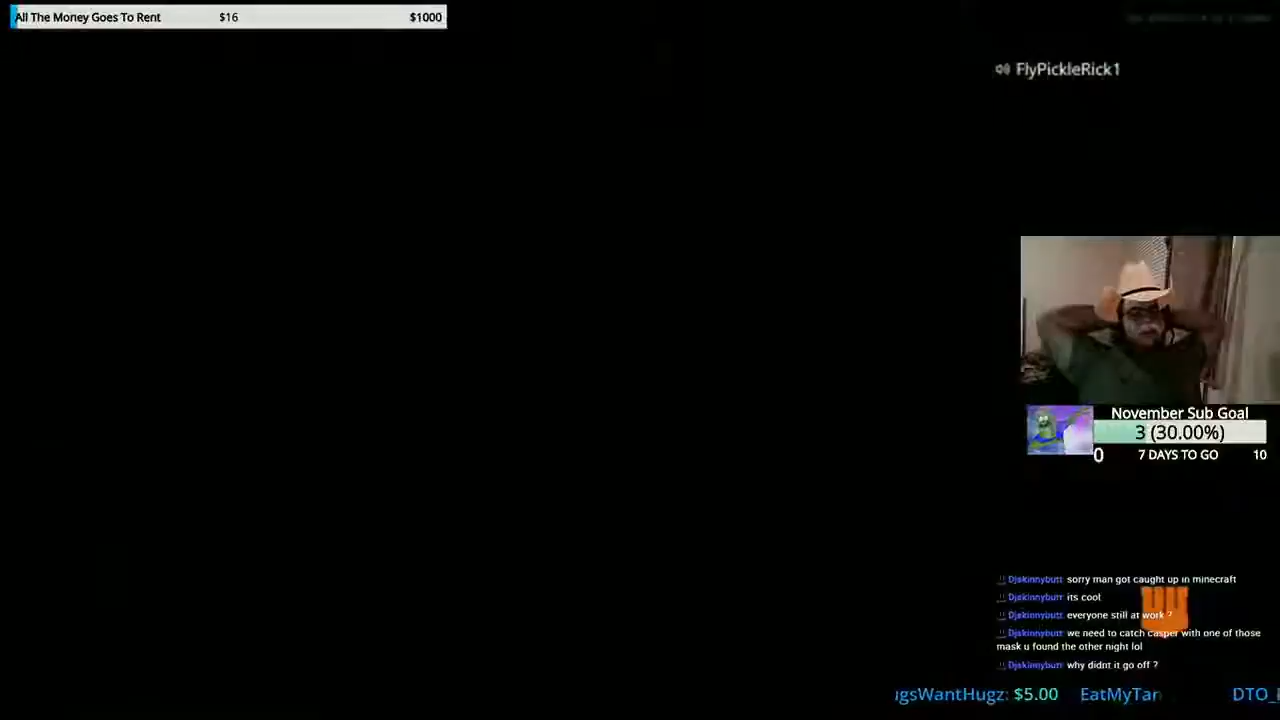 All The Money Goes To Rent $16 $1000
FlyPickleRick1
November Sub Goal
3 (30.00%)
0 7 DAYS TO GO 10
Djskinnybutt sorry man got caught up in minecraft
Djskinnybutt its cool
Djskinnybutt everyone still at work ?
Djskinnybutt we need to catch casper with one of those
mask u found the other night lol
Djskinnybutt why didnt it go off ?
ugsWantHugz: $5.00 EatMyTar DTO_